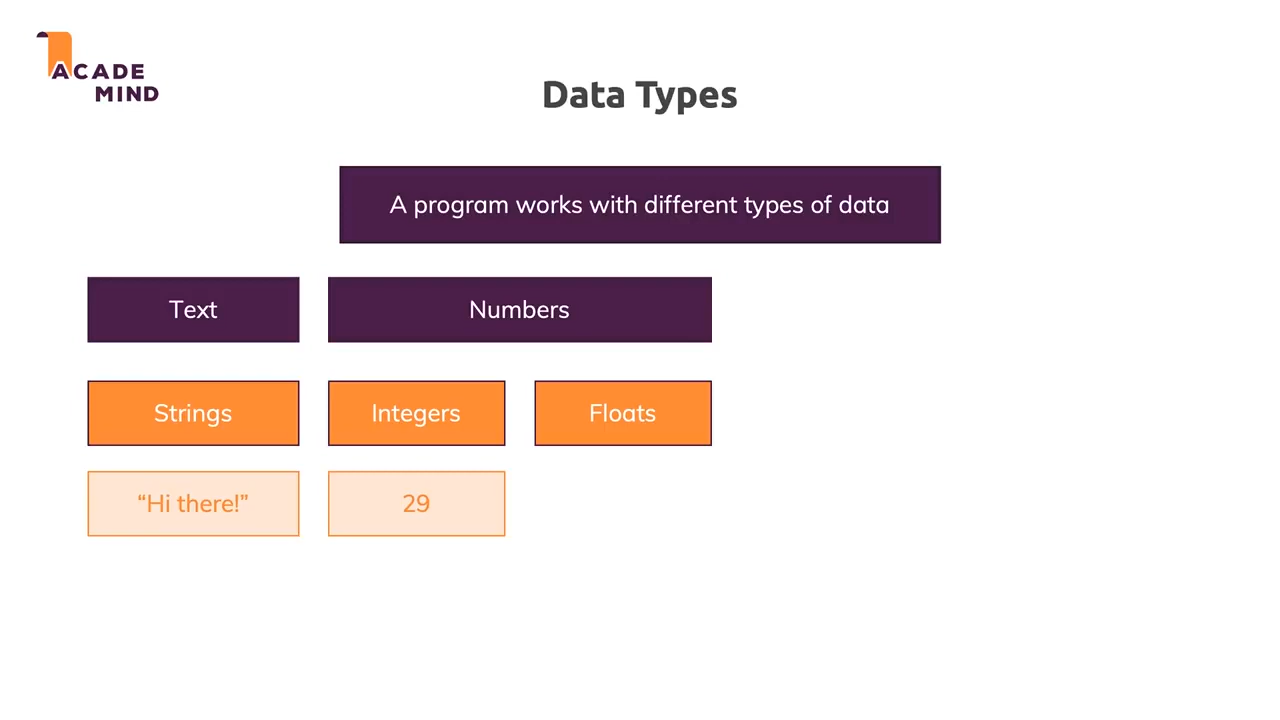 ACADE
MIND
Data Types
A program works with different types of data
Text
Numbers
Strings
Integers
Floats
“Hi there!”
29